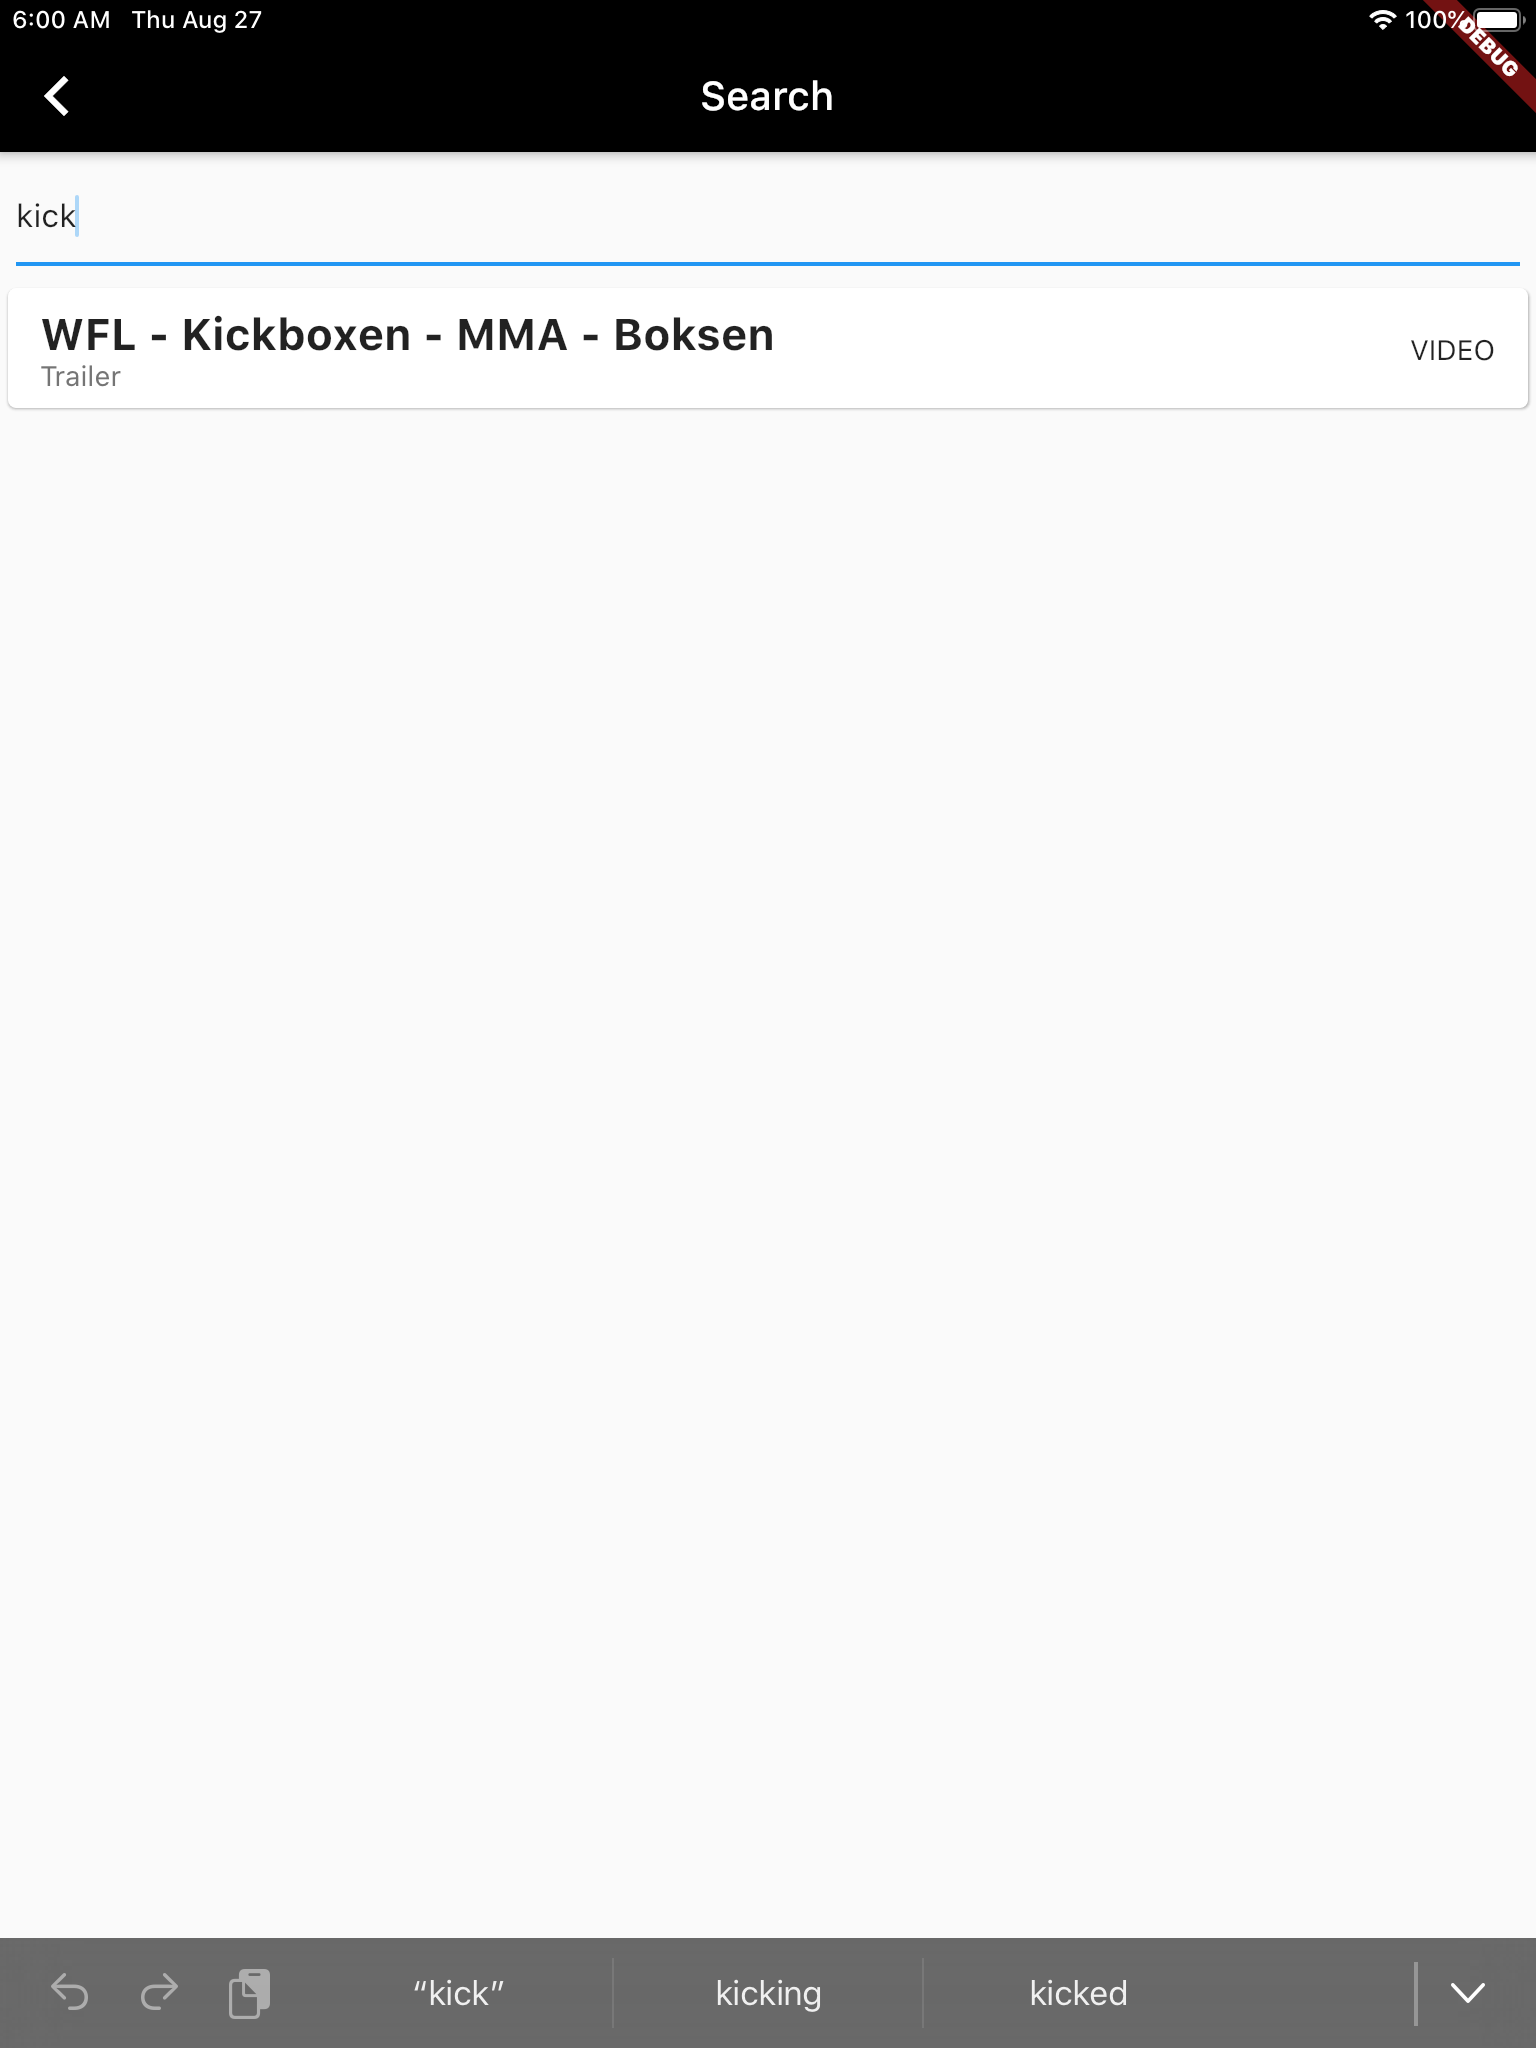 6:00 AM Thu Aug 27 100%
DEBUG
Search
kick
WFL - Kickboxen - MMA - Boksen
Trailer
VIDEO
“kick” kicking kicked